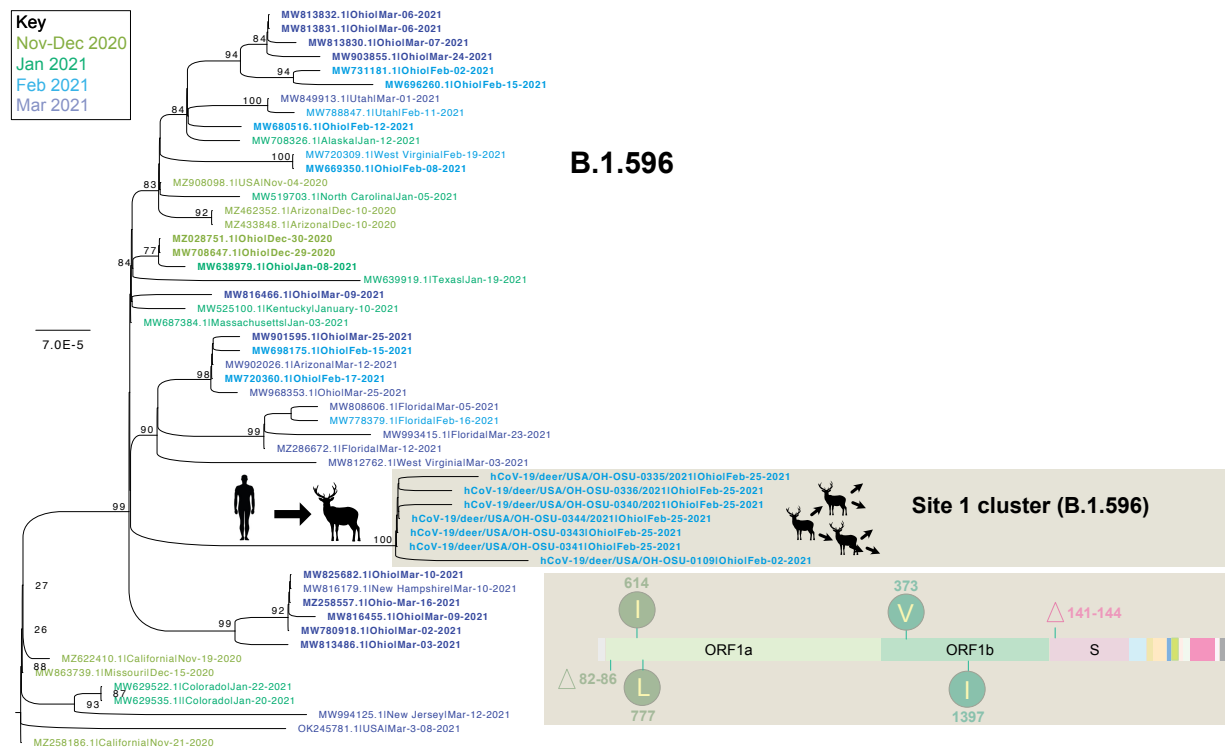 Key
Nov-Dec 2020
Jan 2021
Feb 2021
Mar 2021
MW813832.1|Ohio|Mar-06-2021
MW813831.1|Ohio|Mar-06-2021
84
MW813830.1|Ohio|Mar-07-2021
94
MW903855.1|Ohio|Mar-24-2021
94
MW731181.1|Ohio|Feb-02-2021
MW696260.1|Ohio|Feb-15-2021
100
MW849913.1|Utah|Mar-01-2021
84
MW788847.1|Utah|Feb-11-2021
MW680516.1|Ohio|Feb-12-2021
MW708326.1|Alaska|Jan-12-2021
100
MW720309.1|West Virginia|Feb-19-2021
MW669350.1|Ohio|Feb-08-2021
B.1.596
83
MZ908098.1|USA|Nov-04-2020
MW519703.1|North Carolina|Jan-05-2021
92
MZ462352.1|Arizona|Dec-10-2020
MZ433848.1|Arizona|Dec-10-2020
MZ028751.1|Ohio|Dec-30-2020
77
MW708647.1|Ohio|Dec-29-2020
84
MW638979.1|Ohio|Jan-08-2021
MW639919.1|Texas|Jan-19-2021
MW816466.1|Ohio|Mar-09-2021
MW525100.1|Kentucky|January-10-2021
MW687384.1|Massachusetts|Jan-03-2021
7.0E-5
MW901595.1|Ohio|Mar-25-2021
MW698175.1|Ohio|Feb-15-2021
MW902026.1|Arizona|Mar-12-2021
98
MW720360.1|Ohio|Feb-17-2021
MW968353.1|Ohio|Mar-25-2021
MW808606.1|Florida|Mar-05-2021
MW778379.1|Florida|Feb-16-2021
90
99
MW993415.1|Florida|Mar-23-2021
MZ286672.1|Florida|Mar-12-2021
MW812762.1|West Virginia|Mar-03-2021
hCoV-19/deer/USA/OH-OSU-0335/2021|Ohio|Feb-25-2021
hCoV-19/deer/USA/OH-OSU-0336/2021|Ohio|Feb-25-2021
hCoV-19/deer/USA/OH-OSU-0340/2021|Ohio|Feb-25-2021
99
hCoV-19/deer/USA/OH-OSU-0344/2021|Ohio|Feb-25-2021
hCoV-19/deer/USA/OH-OSU-0343|Ohio|Feb-25-2021
100
hCoV-19/deer/USA/OH-OSU-0341|Ohio|Feb-25-2021
hCoV-19/deer/USA/OH-OSU-0109|Ohio|Feb-02-2021
Site 1 cluster (B.1.596)
MW825682.1|Ohio|Mar-10-2021
27
MW816179.1|New Hampshire|Mar-10-2021
MZ258557.1|Ohio-Mar-16-2021
92
MW816455.1|Ohio|Mar-09-2021
99
26
MW780918.1|Ohio|Mar-02-2021
MW813486.1|Ohio|Mar-03-2021
MZ622410.1|California|Nov-19-2020
88
MW863739.1|Missouri|Dec-15-2020
MW629522.1|Colorado|Jan-22-2021
87
93
MW629535.1|Colorado|Jan-20-2021
MW994125.1|New Jersey|Mar-12-2021
OK245781.1|USA|Mar-3-08-2021
MZ258186.1|California|Nov-21-2020
614
373
I
V
△ 141-144
ORF1a
ORF1b
S
△ 82-86
L
I
777
1397